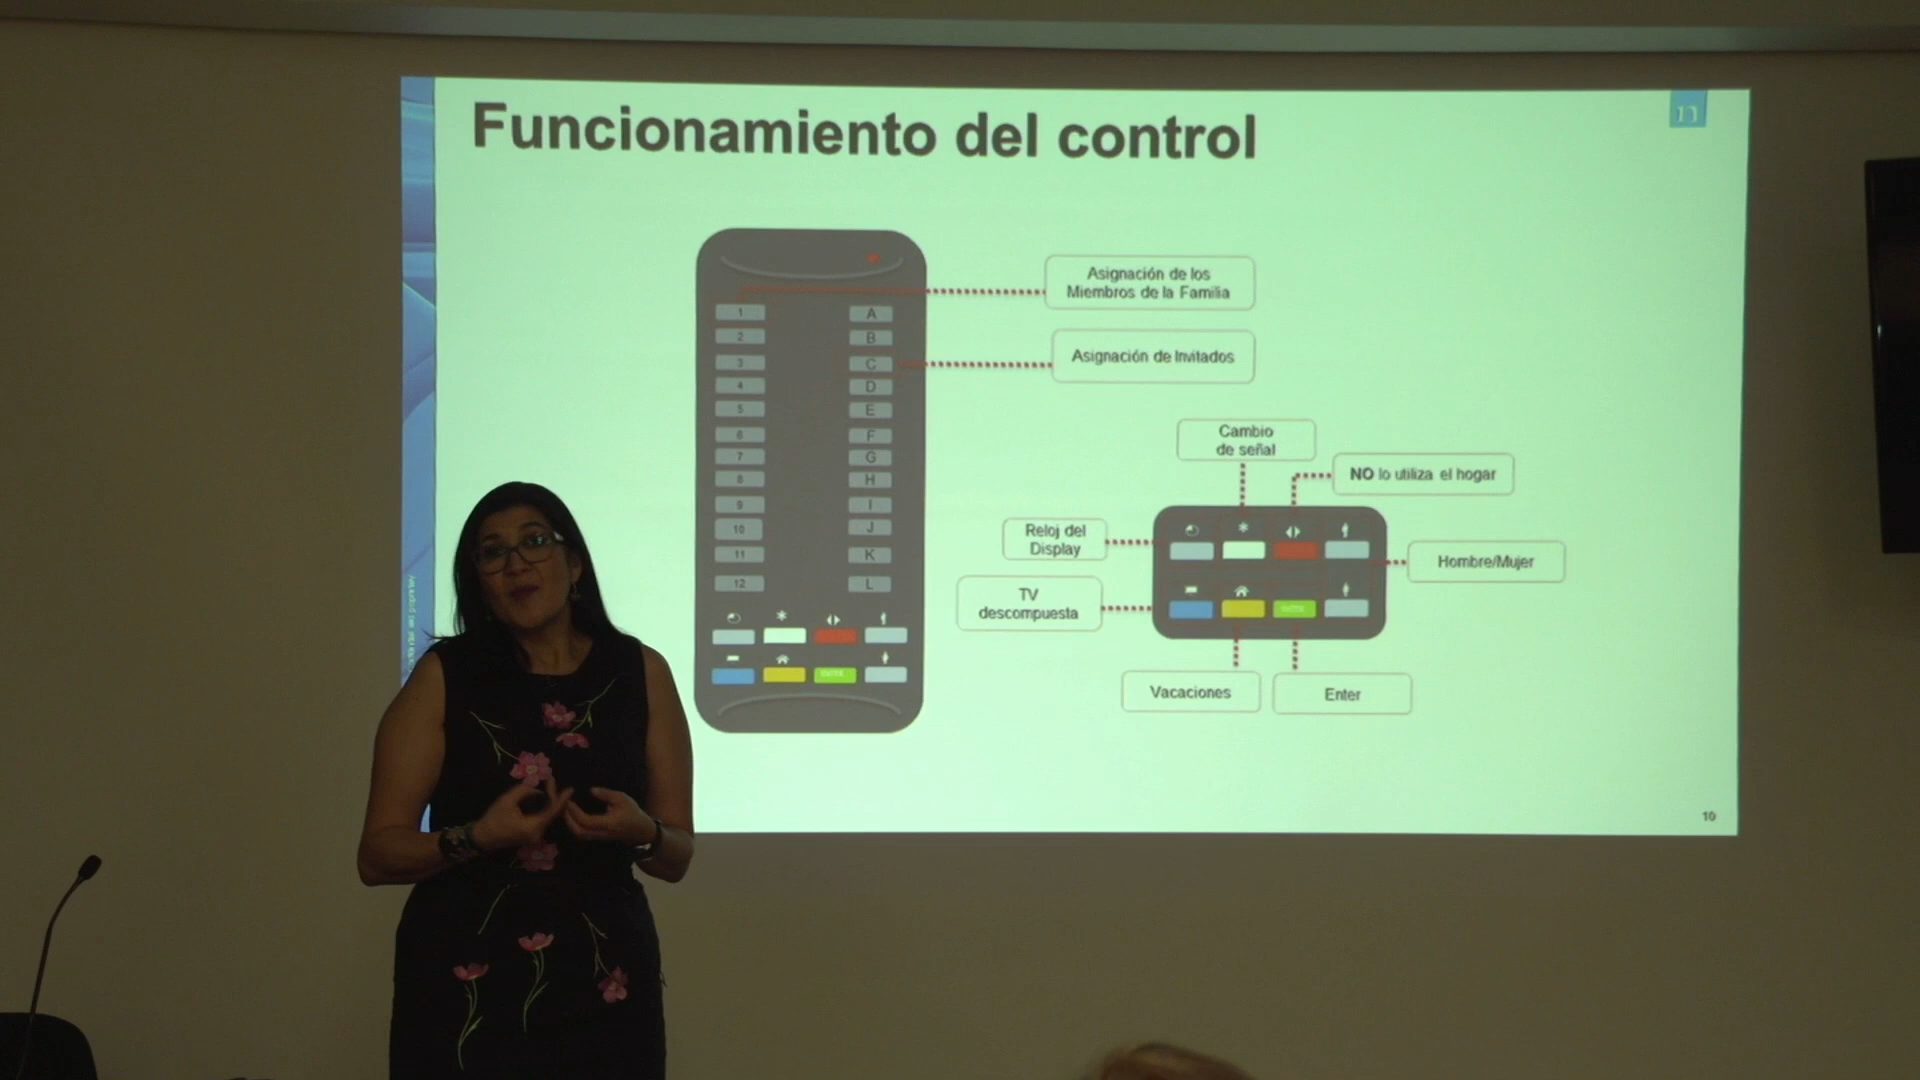 Funcionamiento del control
n
Asignación de los
Miembros de la Familia
Asignación de Invitados
1 A
2 B
3 C
4 D
5 E
6 F
7 G
8 H
9 I
10 J
11 K
12 L
ENTER
Cambio
de señal
NO lo utiliza el hogar
Reloj del
Display
Hombre/Mujer
TV
descompuesta
ENTER
Vacaciones
Enter
10